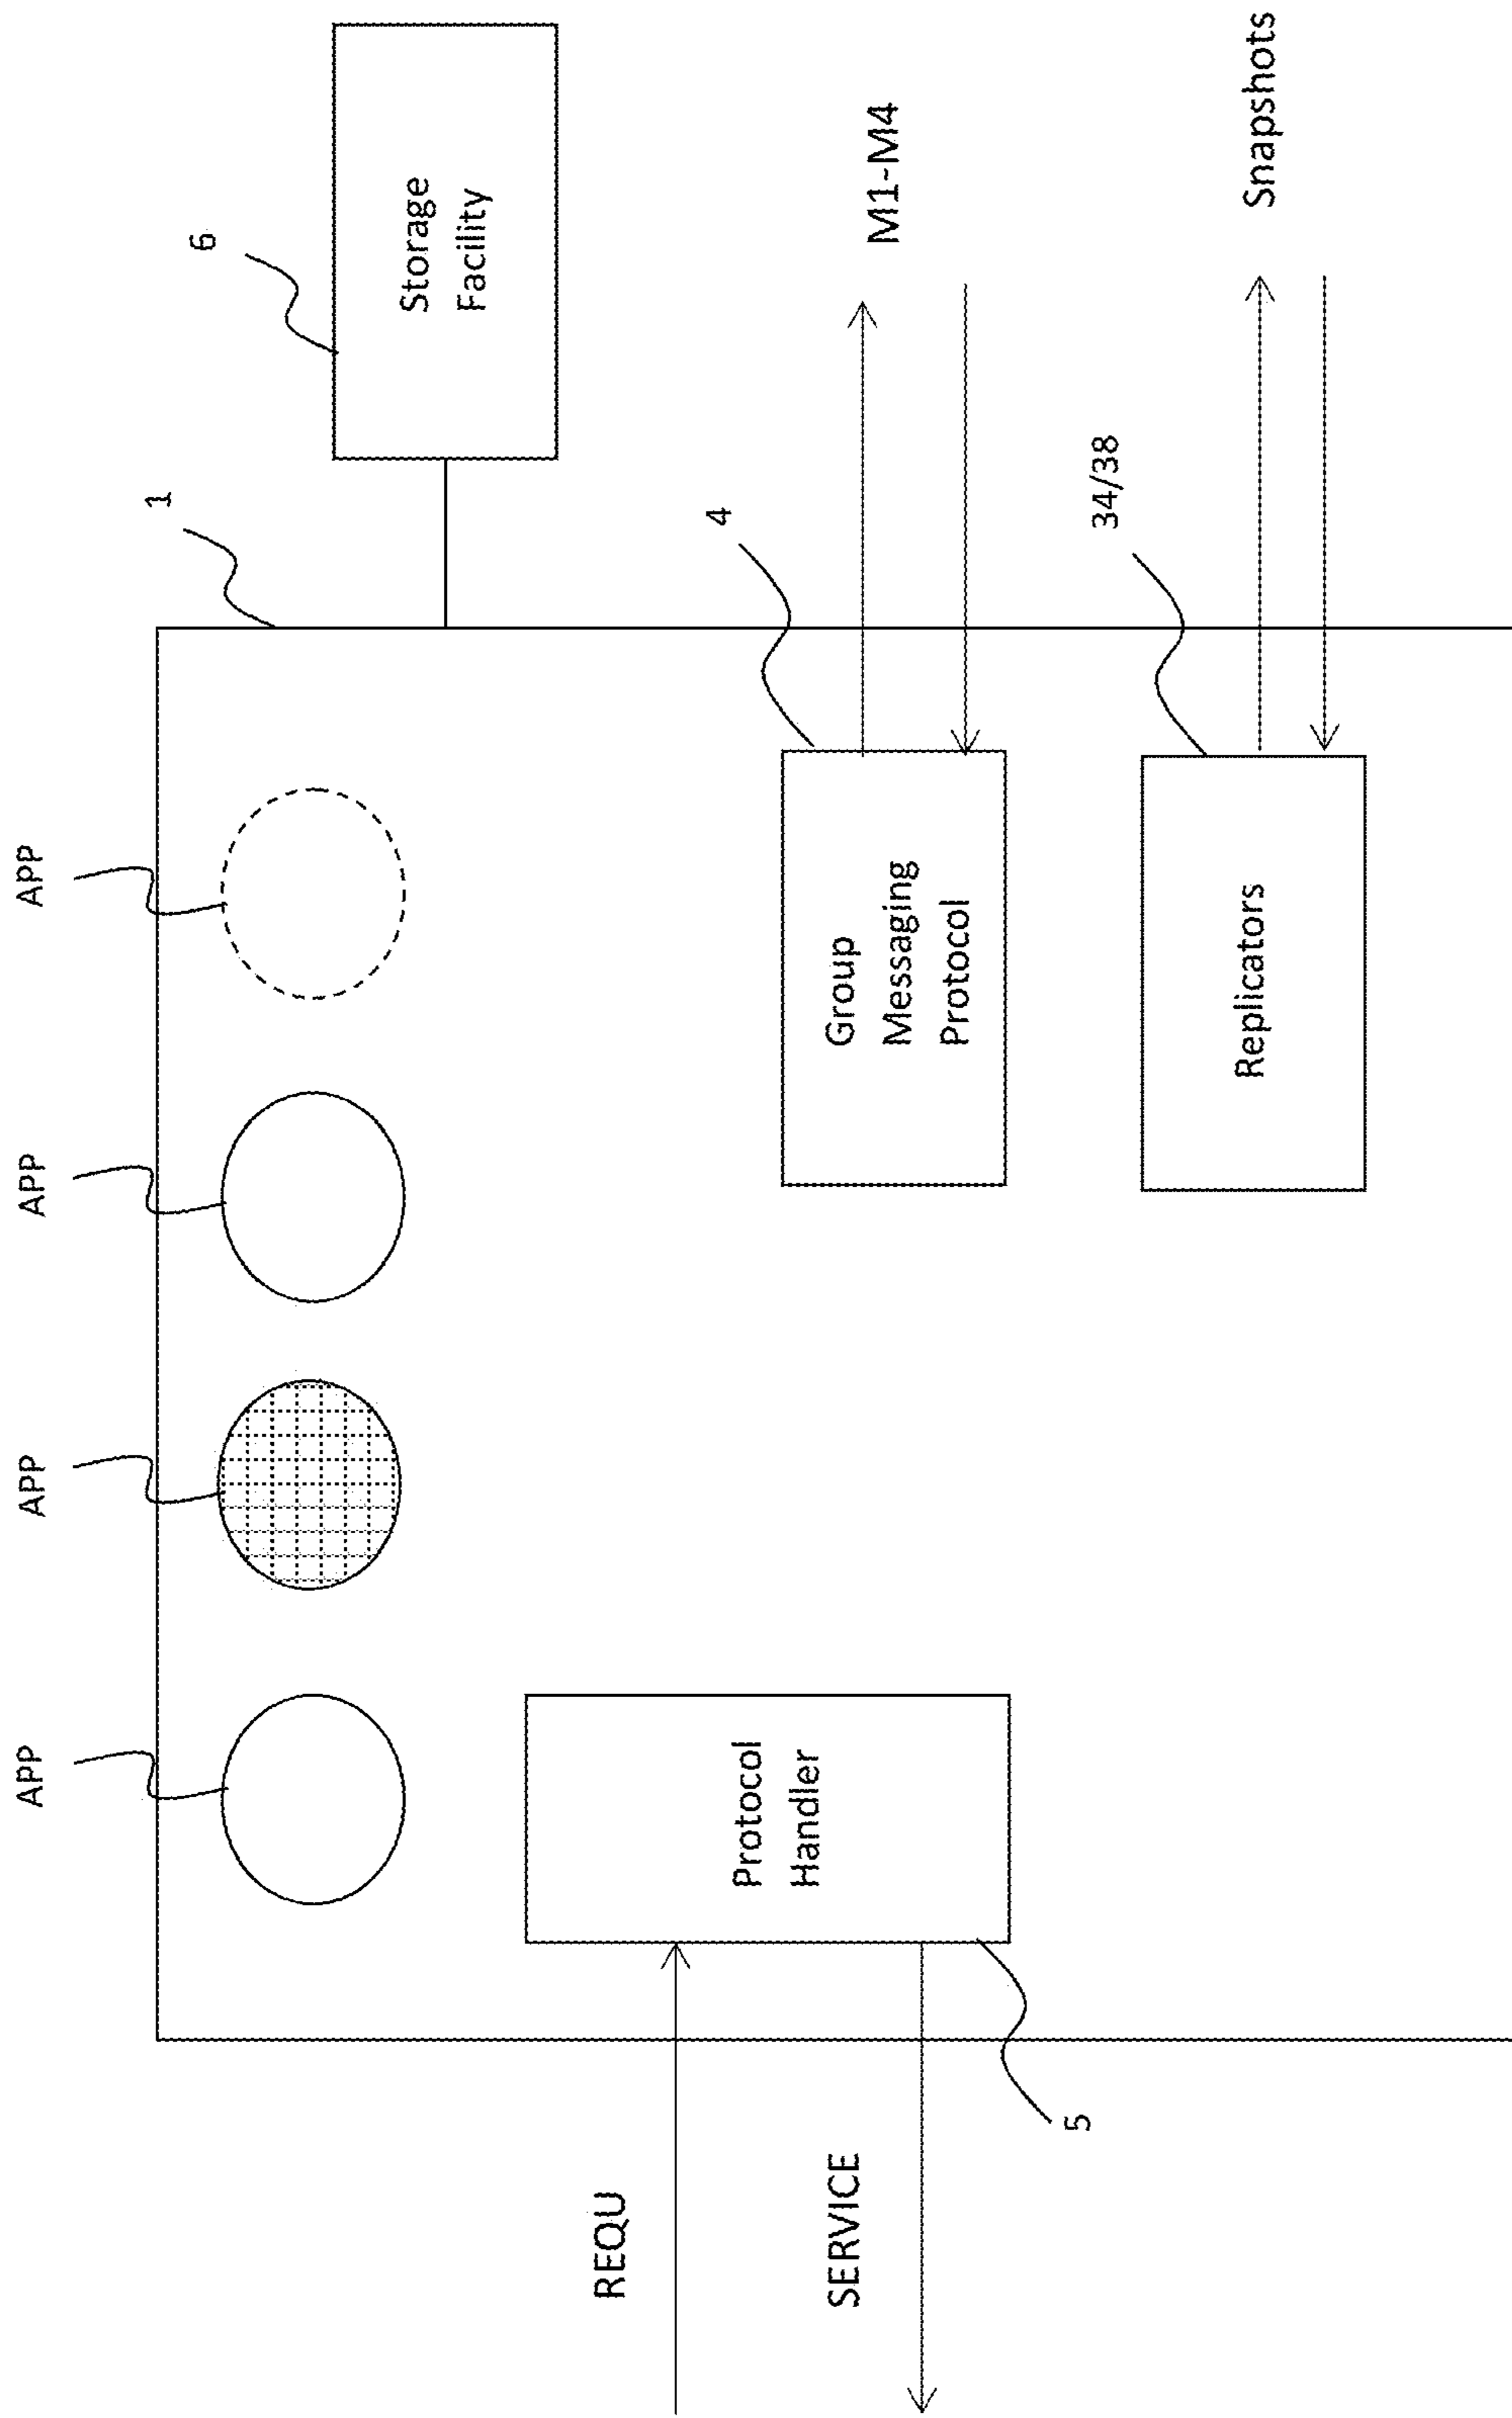 APP
APP
APP
APP
1
6
Storage
Facility
REQU
SERVICE
Protocol
Handler
5
4
Group
Messaging
Protocol
M1-M4
34/38
Replicators
Snapshots